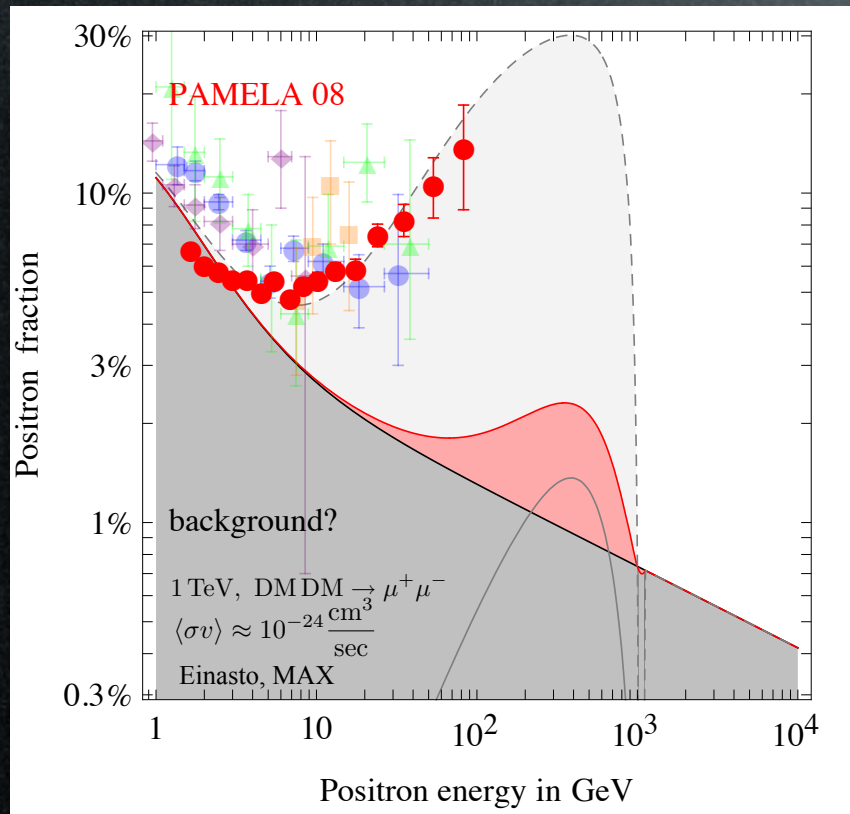 30%
PAMELA 08
10%
3%
1%
0.3%
Positron fraction
background?
1 TeV, DM DM → μ⁺μ⁻
⟨σv⟩ ≈ 10⁻²⁴ cm³/sec
Einasto, MAX
1 10 10² 10³ 10⁴
Positron energy in GeV